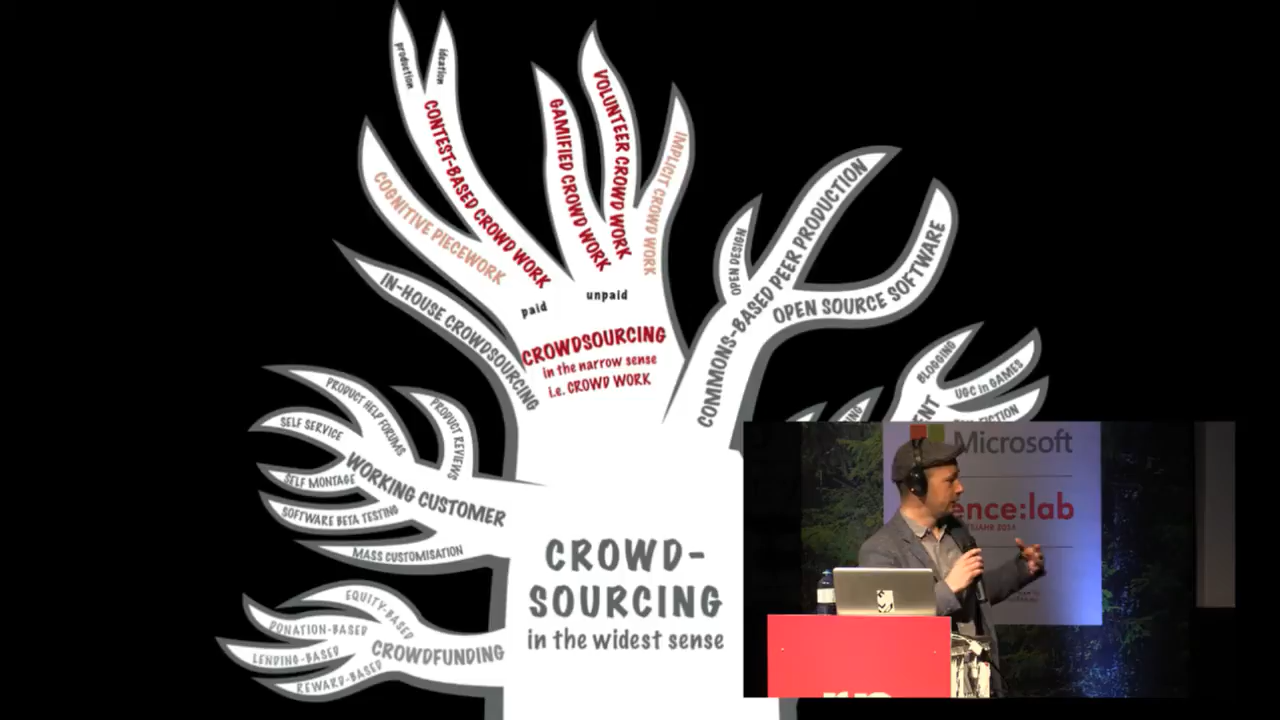 production
ideation
CONTEST-BASED CROWD WORK
COGNITIVE PIECEWORK
GAMIFIED CROWD WORK
VOLUNTEER CROWD WORK
IMPLICIT CROWD WORK
paid
unpaid
IN-HOUSE CROWDSOURCING
CROWDSOURCING
in the narrow sense
i.e. CROWD WORK
OPEN DESIGN
COMMONS-BASED PEER PRODUCTION
OPEN SOURCE SOFTWARE
BLOGGING
UGC in GAMES
FICTION
PRODUCT HELP FORUMS
PRODUCT REVIEWS
SELF SERVICE
SELF MONTAGE
WORKING CUSTOMER
SOFTWARE BETA TESTING
MASS CUSTOMISATION
EQUITY-BASED
DONATION-BASED
LENDING-BASED
REWARD-BASED
CROWDFUNDING
CROWD-
SOURCING
in the widest sense
Microsoft
ence:lab